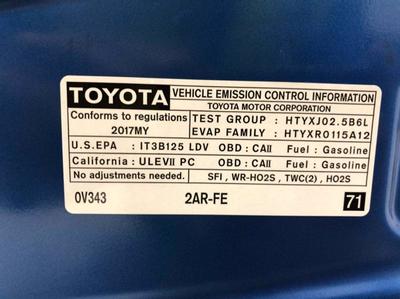 TOYOTA VEHICLE EMISSION CONTROL INFORMATION
TOYOTA MOTOR CORPORATION
Conforms to regulations
2017MY
TEST GROUP : HTYXJ02.5B6L
EVAP FAMILY : HTYXR0115A12
U.S.EPA : IT3B125 LDV OBD : CAII Fuel : Gasoline
California : ULEVII PC OBD : CAII Fuel : Gasoline
No adjustments needed. SFI , WR-HO2S , TWC(2) , HO2S
0V343 2AR-FE 71